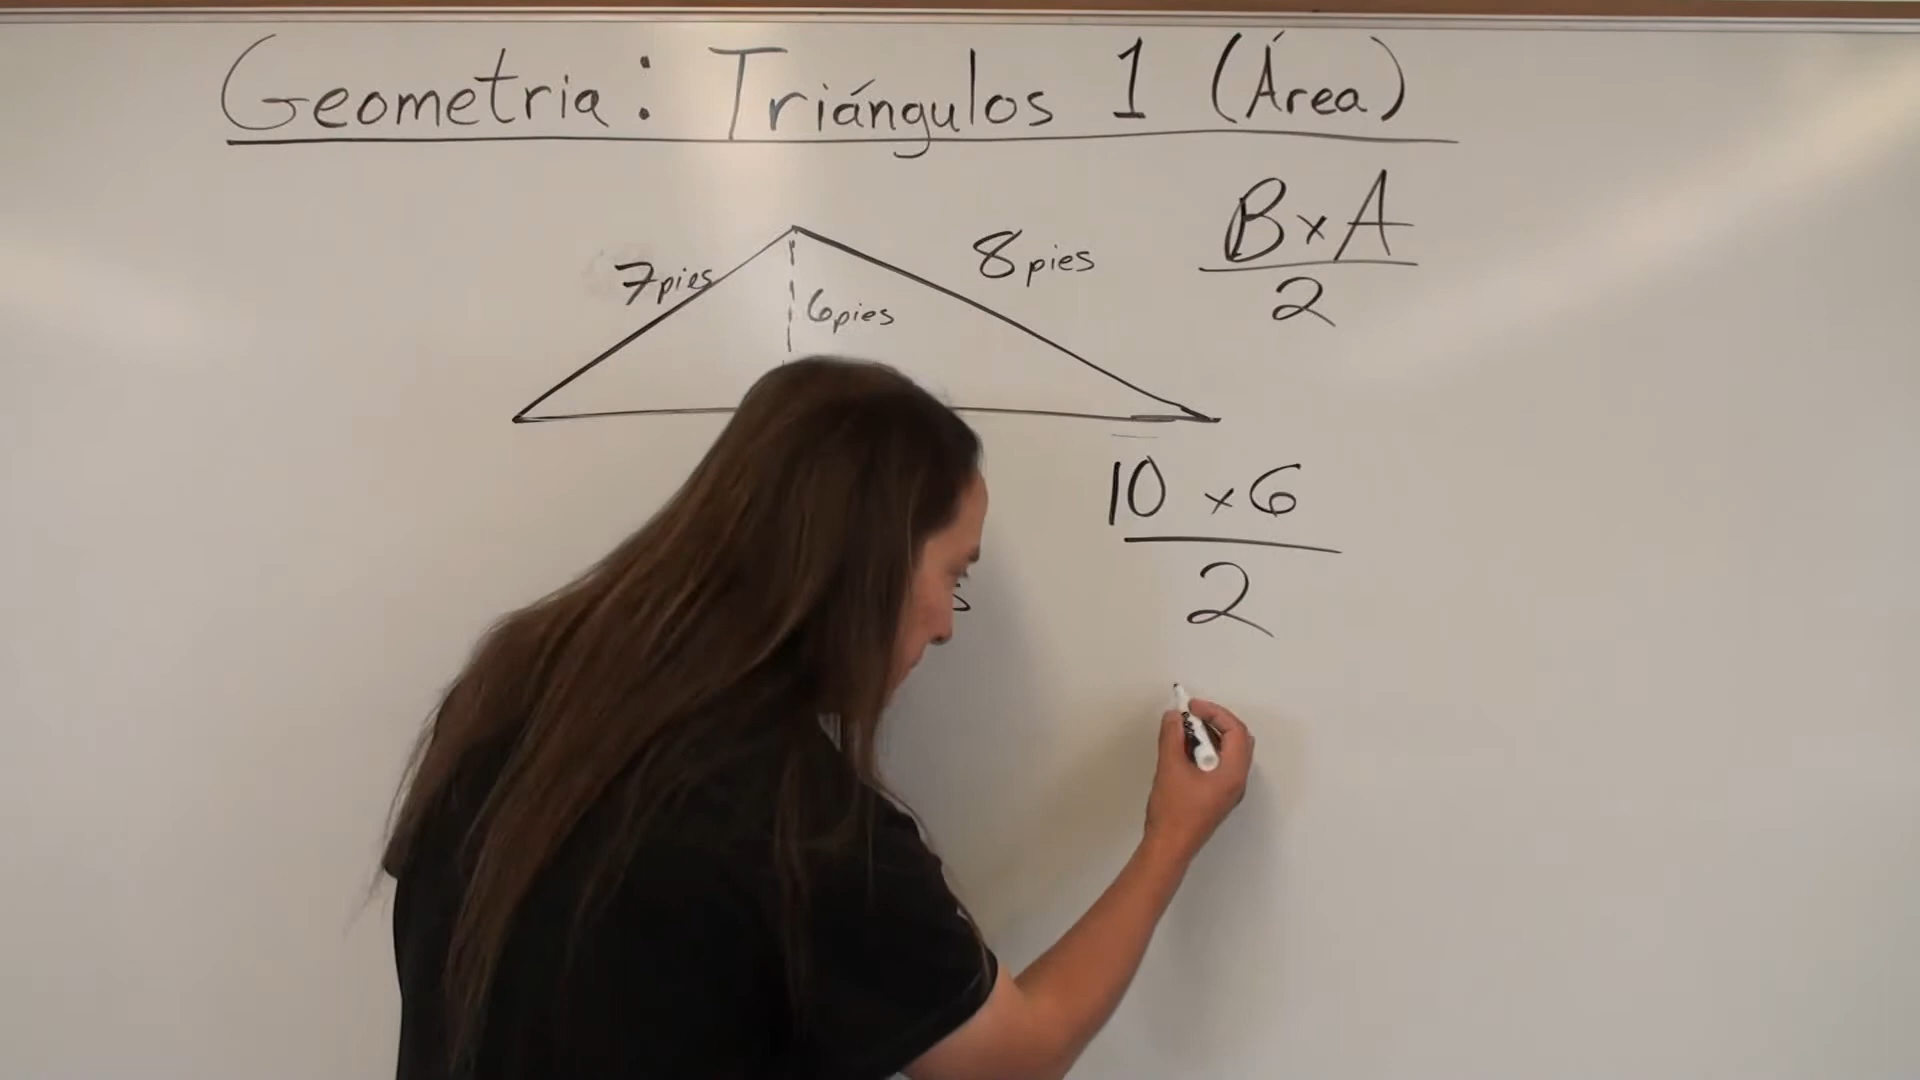 Geometria: Triángulos 1 (Área)
B x A
2
7pies
8pies
6pies
10 x 6
2